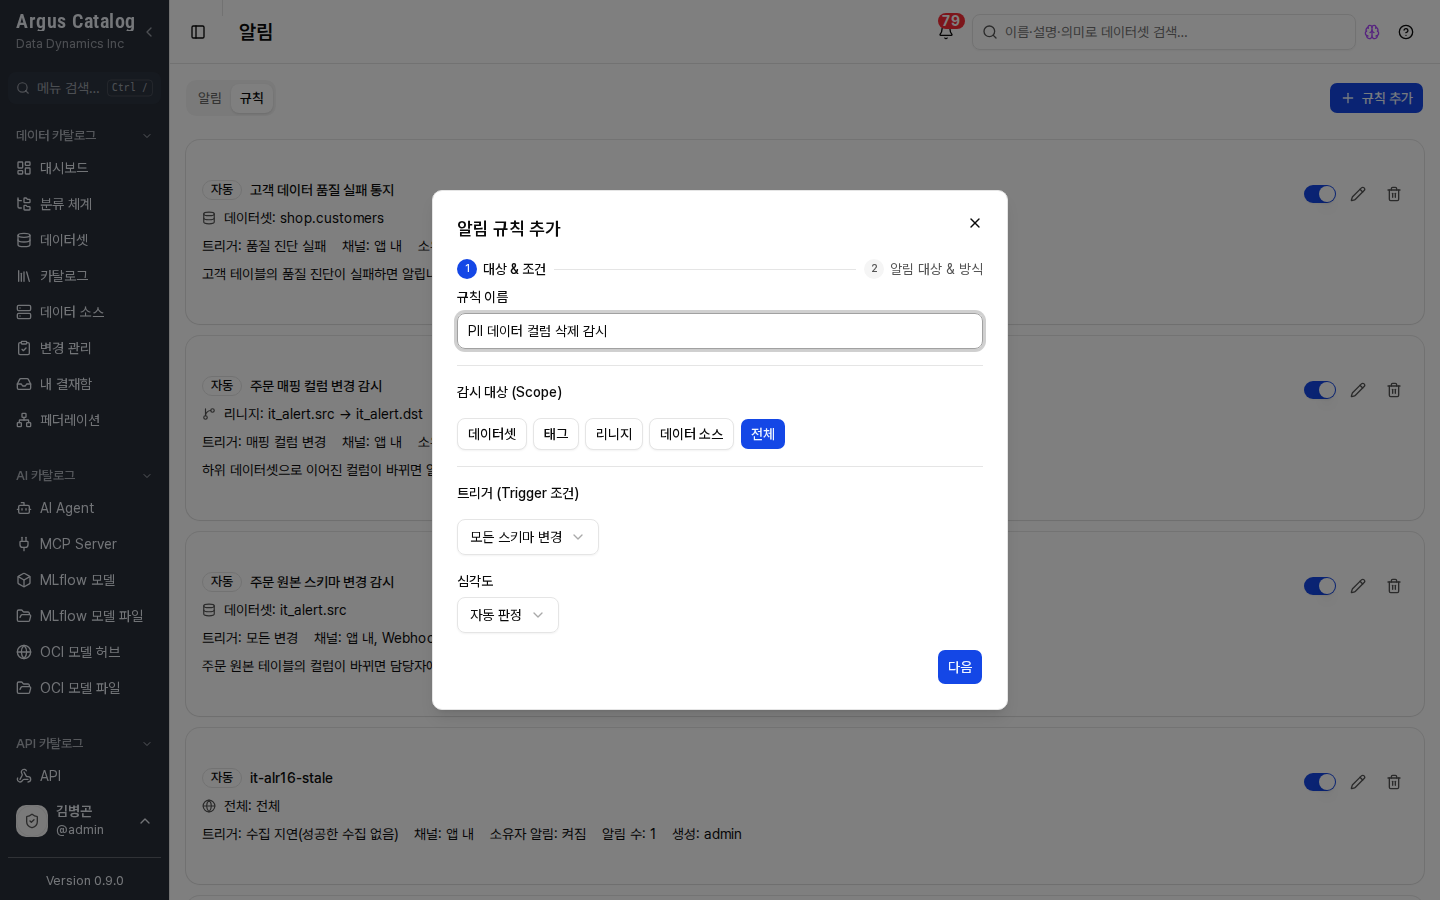 Argus Catalog
Data Dynamics Inc
메뉴 검색... Ctrl /
데이터 카탈로그
대시보드
분류 체계
데이터셋
카탈로그
데이터 소스
변경 관리
내 결재함
페더레이션
AI 카탈로그
AI Agent
MCP Server
MLflow 모델
MLflow 모델 파일
OCI 모델 허브
OCI 모델 파일
API 카탈로그
API
김병곤
@admin
Version 0.9.0
알림
79
이름·설명·의미로 데이터셋 검색...
알림 규칙
규칙 추가
자동 고객 데이터 품질 실패 통지
데이터셋: shop.customers
트리거: 품질 진단 실패 채널: 앱 내
고객 테이블의 품질 진단이 실패하면
자동 주문 매핑 컬럼 변경 감시
리니지: it_alert.src → it_alert.dst
트리거: 매핑 컬럼 변경 채널: 앱 내
하위 데이터셋으로 이어진 컬럼이 바뀌면
자동 주문 원본 스키마 변경 감시
데이터셋: it_alert.src
트리거: 모든 변경 채널: 앱 내, Webhoo
주문 원본 테이블의 컬럼이 바뀌면
자동 it-alr16-stale
전체: 전체
트리거: 수집 지연(성공한 수집 없음) 채널: 앱 내 소유자 알림: 켜짐 알림 수: 1 생성: admin
알림 규칙 추가
1 대상 & 조건 2 알림 대상 & 방식
규칙 이름
PII 데이터 컬럼 삭제 감시
감시 대상 (Scope)
데이터셋 태그 리니지 데이터 소스 전체
트리거 (Trigger 조건)
모든 스키마 변경
심각도
자동 판정
다음